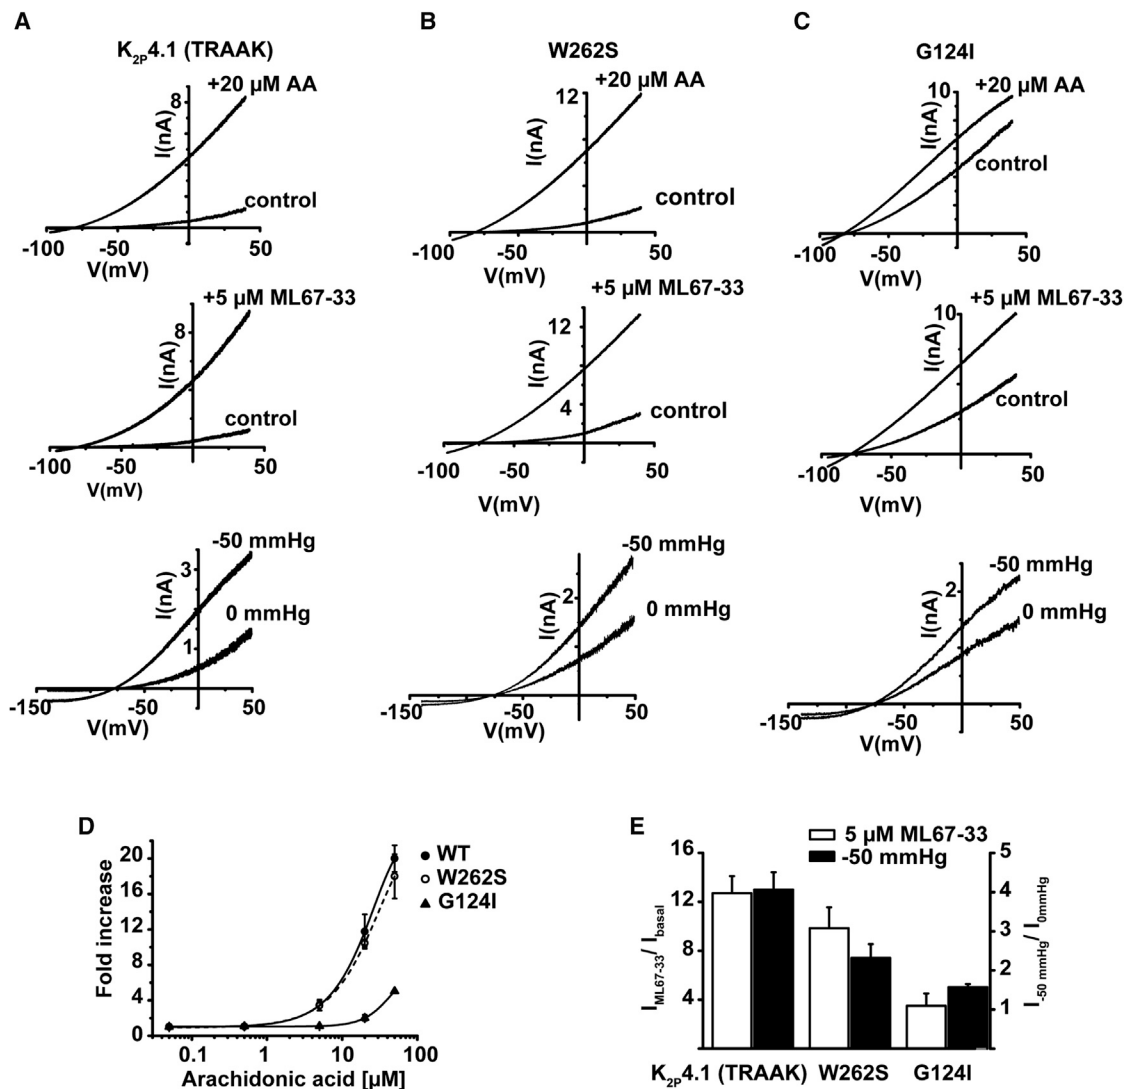 A
K2P4.1 (TRAAK)
+20 µM AA
8
I(nA)
control
-100
-50
50
V(mV)
+5 µM ML67-33
8
I(nA)
control
-100
-50
50
V(mV)
-50 mmHg
3
I(nA)
0 mmHg
1
-150
-50
50
V(mV)
B
W262S
+20 µM AA
12
I(nA)
control
-100
-50
50
V(mV)
+5 µM ML67-33
12
I(nA)
4
control
-100
-50
50
V(mV)
-50 mmHg
2
I(nA)
0 mmHg
-150
-50
50
V(mV)
C
G124I
+20 µM AA
10
I(nA)
control
-100
-50
50
V(mV)
+5 µM ML67-33
10
I(nA)
control
-100
-50
50
V(mV)
-50 mmHg
2
I(nA)
0 mmHg
-150
-50
50
V(mV)
D
Fold increase
20
16
12
8
4
0
WT
W262S
G124I
0.1
1
10
100
Arachidonic acid [µM]
E
5 µM ML67-33
-50 mmHg
I ML67-33 / I basal
16
12
8
4
5
4
3
2
1
I -50 mmHg / I 0mmHg
K2P4.1 (TRAAK)
W262S
G124I